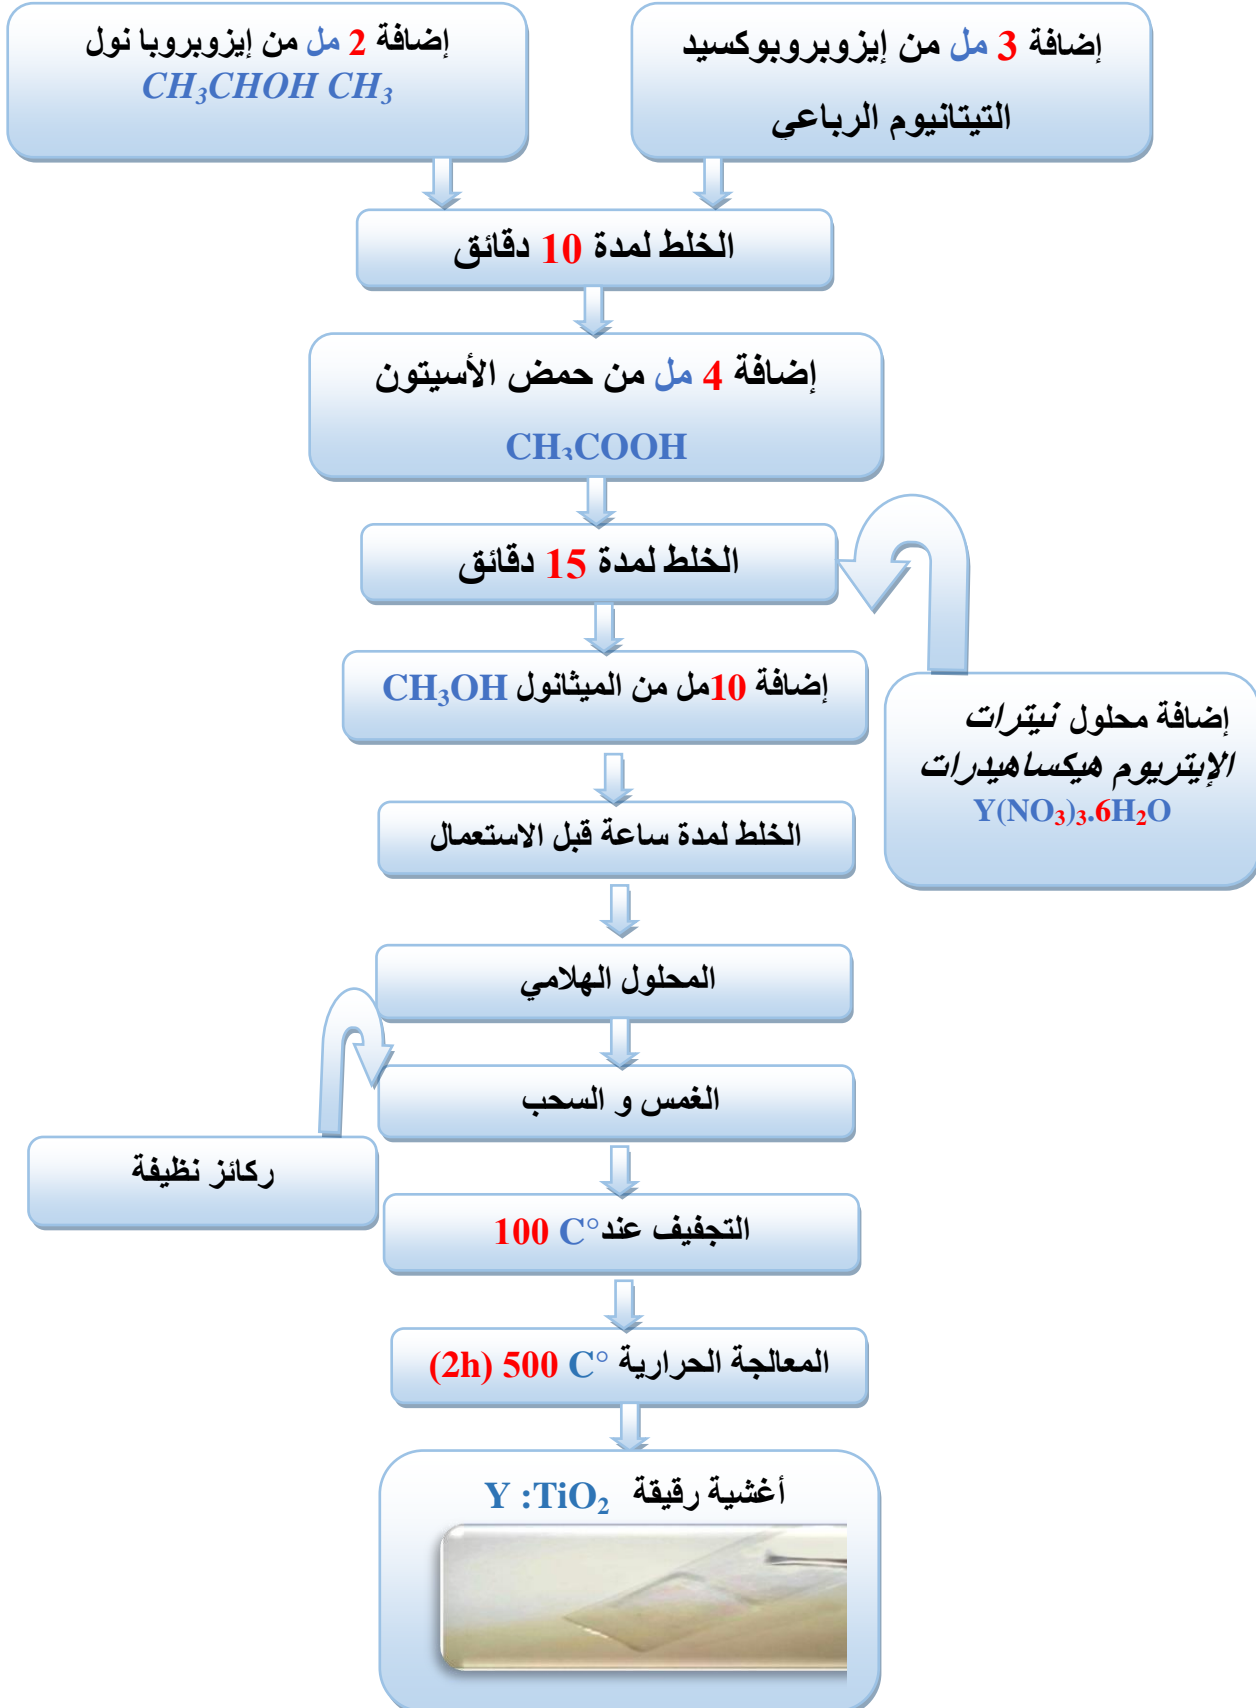 إضافة 3 مل من إيزوبروبوكسيد
التيتانيوم الرباعي
إضافة 2 مل من إيزوبروبا نول
CH₃CHOH CH₃
الخلط لمدة 10 دقائق
إضافة 4 مل من حمض الأسيتون
CH₃COOH
الخلط لمدة 15 دقائق
إضافة محلول نيترات
الإيتريوم هيكساهيدرات
Y(NO₃)₃.6H₂O
إضافة 10مل من الميثانول CH₃OH
الخلط لمدة ساعة قبل الاستعمال
المحلول الهلامي
الغمس و السحب
ركائز نظيفة
التجفيف عند 100 C°
المعالجة الحرارية 500 C° (2h)
أغشية رقيقة Y :TiO₂